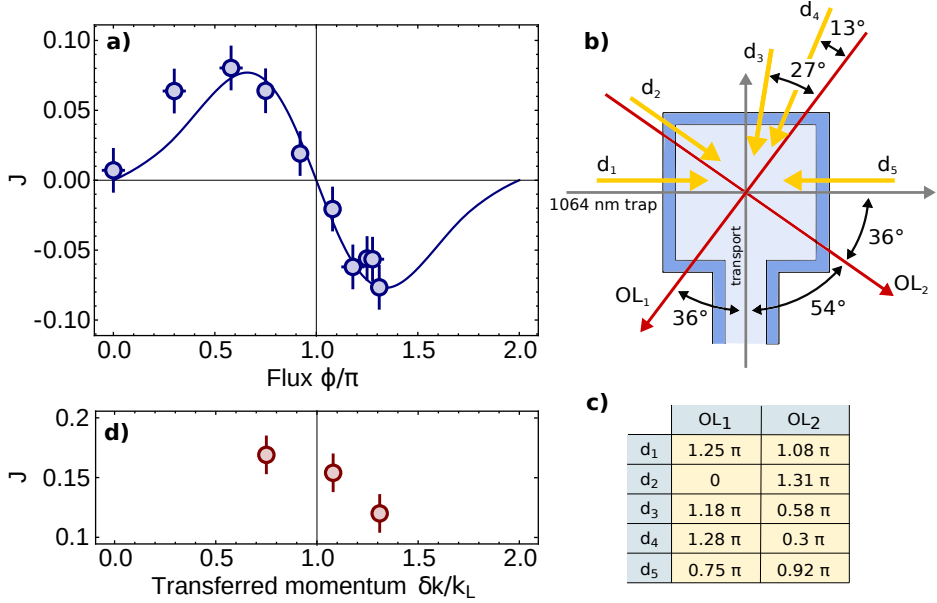 a)
0.10
0.05
0.00
-0.05
-0.10
J
0.0 0.5 1.0 1.5 2.0
Flux ϕ/π
b)
d₁
d₂
d₃
d₄
d₅
13°
27°
1064 nm trap
transport
36°
54°
36°
OL₁
OL₂
c)
OL₁ OL₂
d₁ 1.25 π 1.08 π
d₂ 0 1.31 π
d₃ 1.18 π 0.58 π
d₄ 1.28 π 0.3 π
d₅ 0.75 π 0.92 π
d)
0.2
0.15
0.1
J
0.0 0.5 1.0 1.5 2.0
Transferred momentum δk/k_L